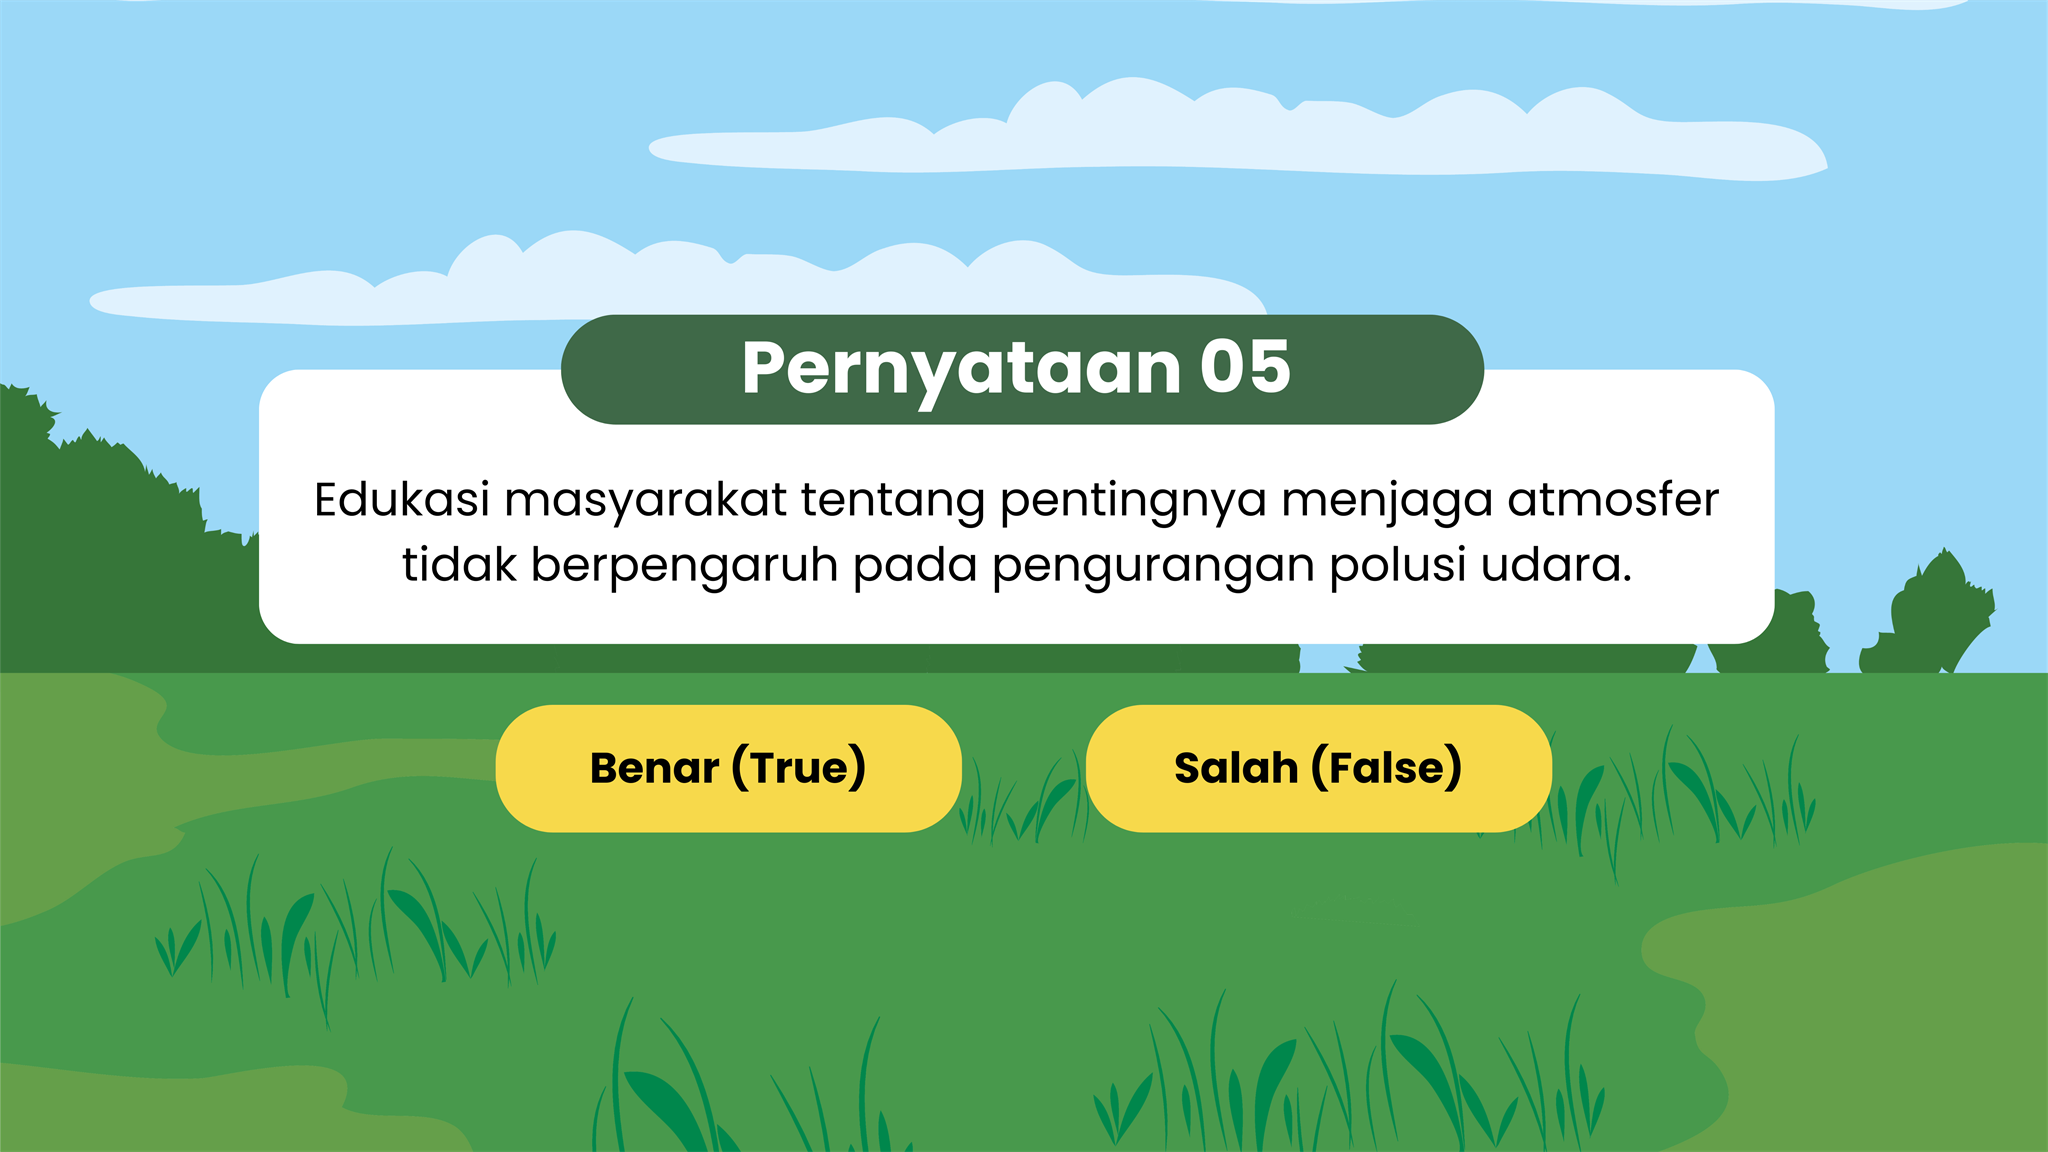 Pernyataan 05
Edukasi masyarakat tentang pentingnya menjaga atmosfer
tidak berpengaruh pada pengurangan polusi udara.
Benar (True)
Salah (False)